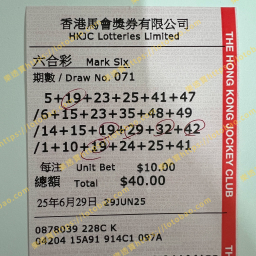 香港馬會獎券有限公司
HKJC Lotteries Limited
六合彩 Mark Six
期數 / Draw No. 071
5+19+23+25+41+47
/6+15+23+35+48+49
/14+15+19+29+32+42
/1+10+19+24+25+41
每注 Unit Bet $10.00
總額 Total $40.00
25年6月29日 29JUN25
0878039 228C K
04204 15A91 914C1 097A
THE HONG KONG JOCKEY CLUB